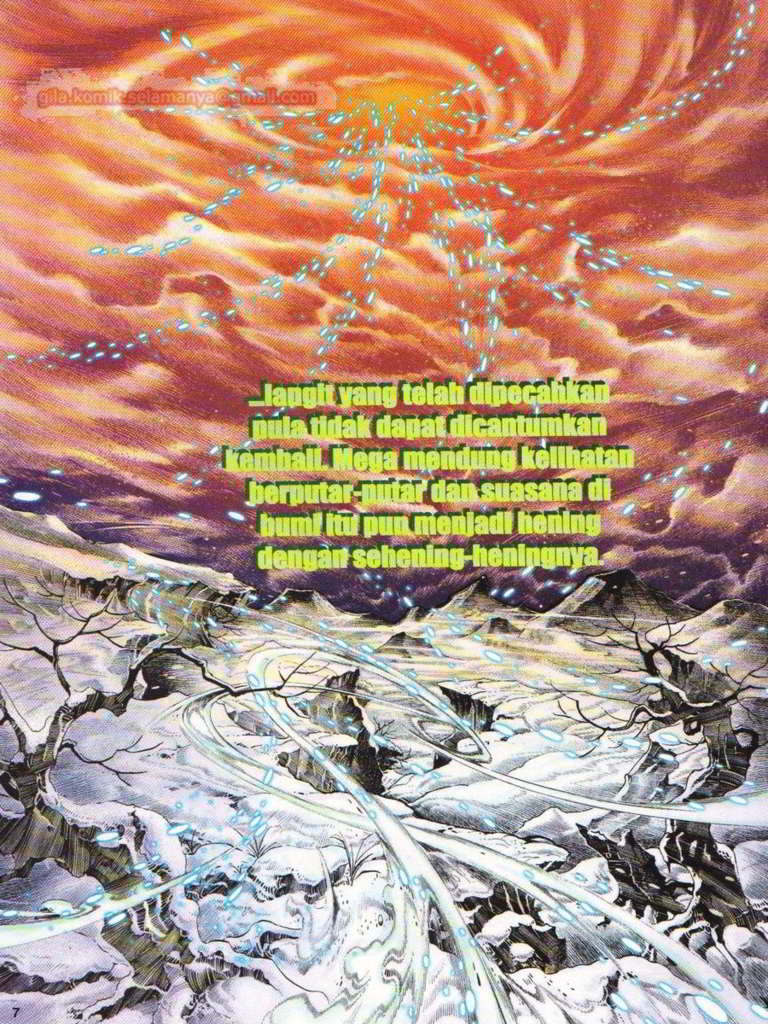 gila.komik.selamanya@gmail.com
...langit yang telah dipecahkan
pula tidak dapat dicantumkan
kembali. Mega mendung kelihatan
berputar-putar dan suasana di
bumi itu pun menjadi hening
dengan sehening-heningnya.
7